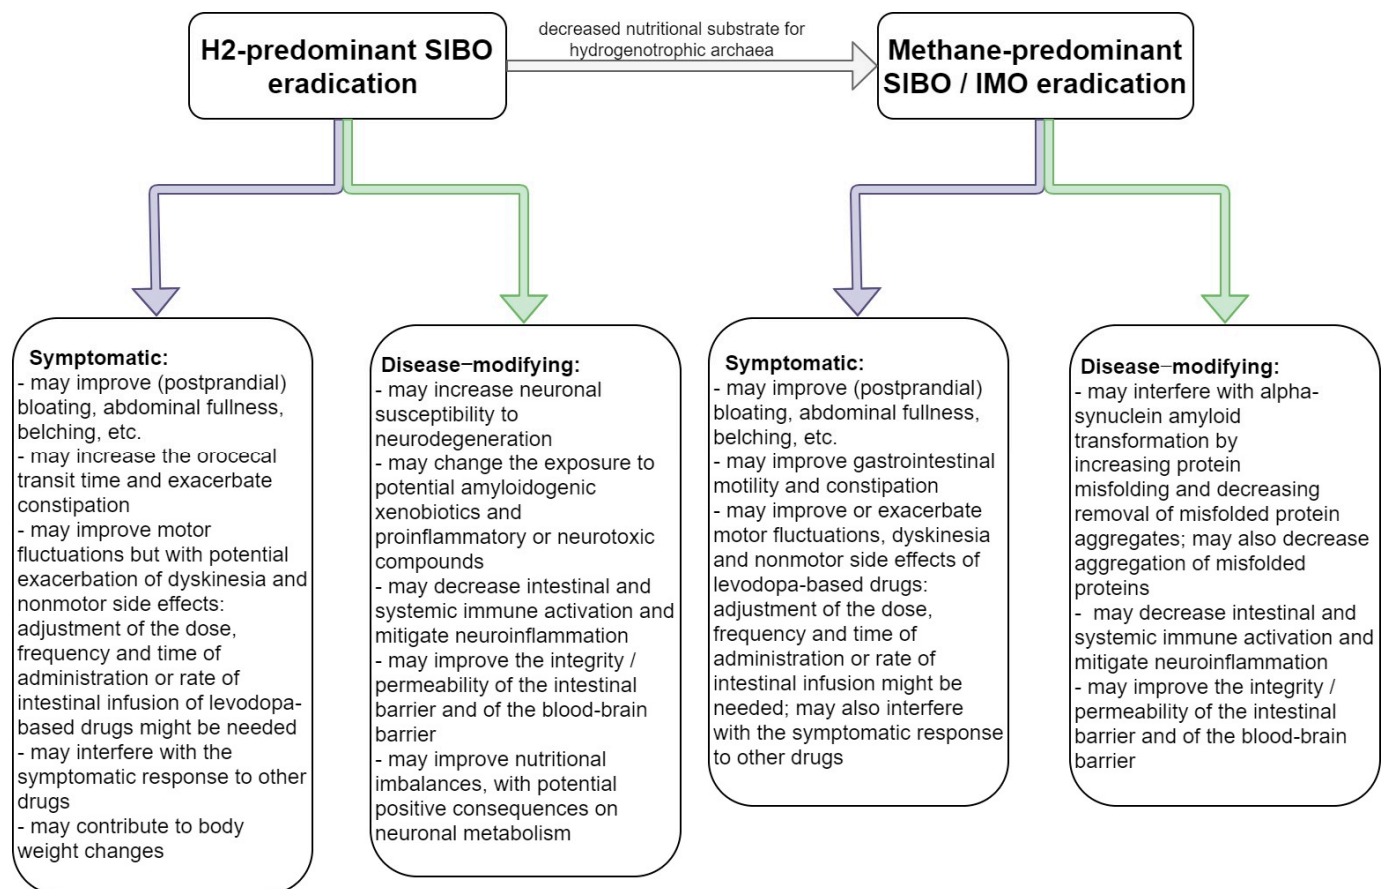 H2-predominant SIBO
eradication
decreased nutritional substrate for
hydrogenotrophic archaea
Methane-predominant
SIBO / IMO eradication
Symptomatic:
- may improve (postprandial)
bloating, abdominal fullness,
belching, etc.
- may increase the orocecal
transit time and exacerbate
constipation
- may improve motor
fluctuations but with potential
exacerbation of dyskinesia and
nonmotor side effects:
adjustment of the dose,
frequency and time of
administration or rate of
intestinal infusion of levodopa-
based drugs might be needed
- may interfere with the
symptomatic response to other
drugs
- may contribute to body
weight changes
Disease−modifying:
- may increase neuronal
susceptibility to
neurodegeneration
- may change the exposure to
potential amyloidogenic
xenobiotics and
proinflammatory or neurotoxic
compounds
- may decrease intestinal and
systemic immune activation and
mitigate neuroinflammation
- may improve the integrity /
permeability of the intestinal
barrier and of the blood-brain
barrier
- may improve nutritional
imbalances, with potential
positive consequences on
neuronal metabolism
Symptomatic:
- may improve (postprandial)
bloating, abdominal fullness,
belching, etc.
- may improve gastrointestinal
motility and constipation
- may improve or exacerbate
motor fluctuations, dyskinesia
and nonmotor side effects of
levodopa-based drugs:
adjustment of the dose,
frequency and time of
administration or rate of
intestinal infusion might be
needed; may also interfere
with the symptomatic response
to other drugs
Disease−modifying:
- may interfere with alpha-
synuclein amyloid
transformation by
increasing protein
misfolding and decreasing
removal of misfolded protein
aggregates; may also decrease
aggregation of misfolded
proteins
- may decrease intestinal and
systemic immune activation and
mitigate neuroinflammation
- may improve the integrity /
permeability of the intestinal
barrier and of the blood-brain
barrier